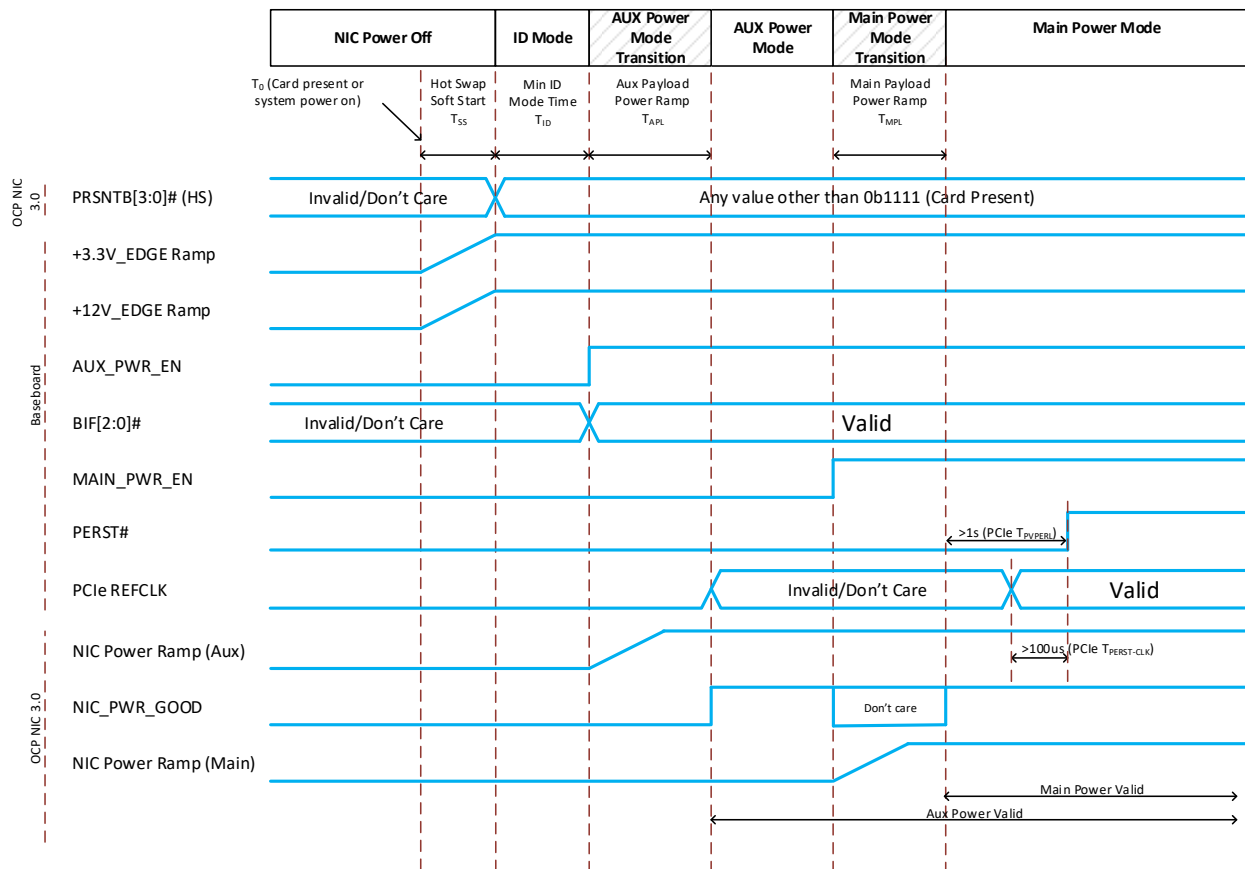 NIC Power Off
ID Mode
AUX Power
Mode
Transition
AUX Power
Mode
Main Power
Mode
Transition
Main Power Mode
T0 (Card present or
system power on)
Hot Swap
Soft Start
TSS
Min ID
Mode Time
TID
Aux Payload
Power Ramp
TAPL
Main Payload
Power Ramp
TMPL
OCP NIC
3.0
PRSNTB[3:0]# (HS)
Invalid/Don't Care
Any value other than 0b1111 (Card Present)
+3.3V_EDGE Ramp
+12V_EDGE Ramp
AUX_PWR_EN
Baseboard
BIF[2:0]#
Invalid/Don't Care
Valid
MAIN_PWR_EN
PERST#
>1s (PCIe TPVPERL)
PCIe REFCLK
Invalid/Don't Care
Valid
NIC Power Ramp (Aux)
>100us (PCIe TPERST-CLK)
OCP NIC 3.0
NIC_PWR_GOOD
Don't care
NIC Power Ramp (Main)
Main Power Valid
Aux Power Valid